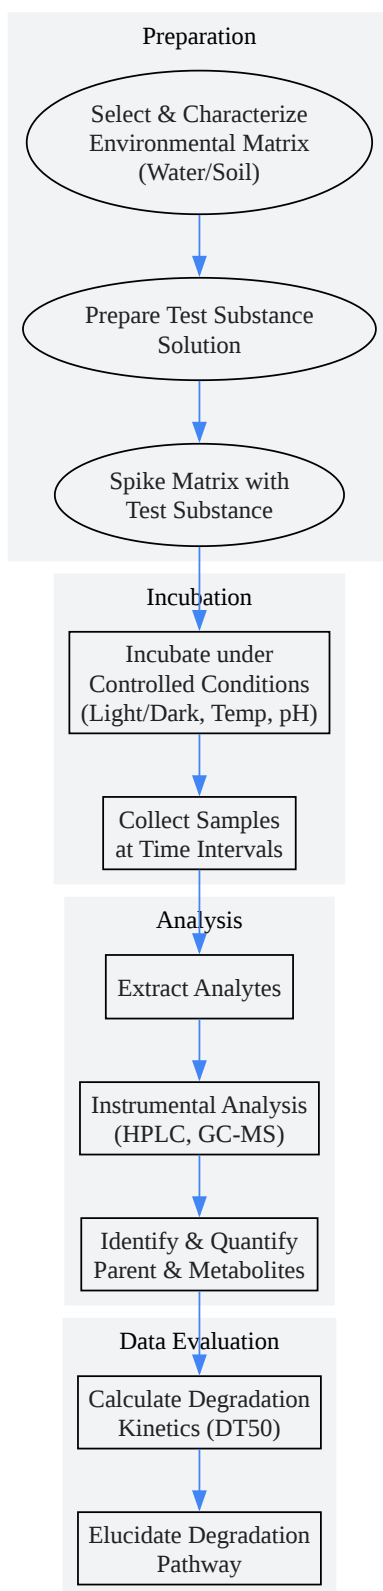 Preparation
Select & Characterize
Environmental Matrix
(Water/Soil)
Prepare Test Substance
Solution
Spike Matrix with
Test Substance
Incubation
Incubate under
Controlled Conditions
(Light/Dark, Temp, pH)
Collect Samples
at Time Intervals
Analysis
Extract Analytes
Instrumental Analysis
(HPLC, GC-MS)
Identify & Quantify
Parent & Metabolites
Data Evaluation
Calculate Degradation
Kinetics (DT50)
Elucidate Degradation
Pathway